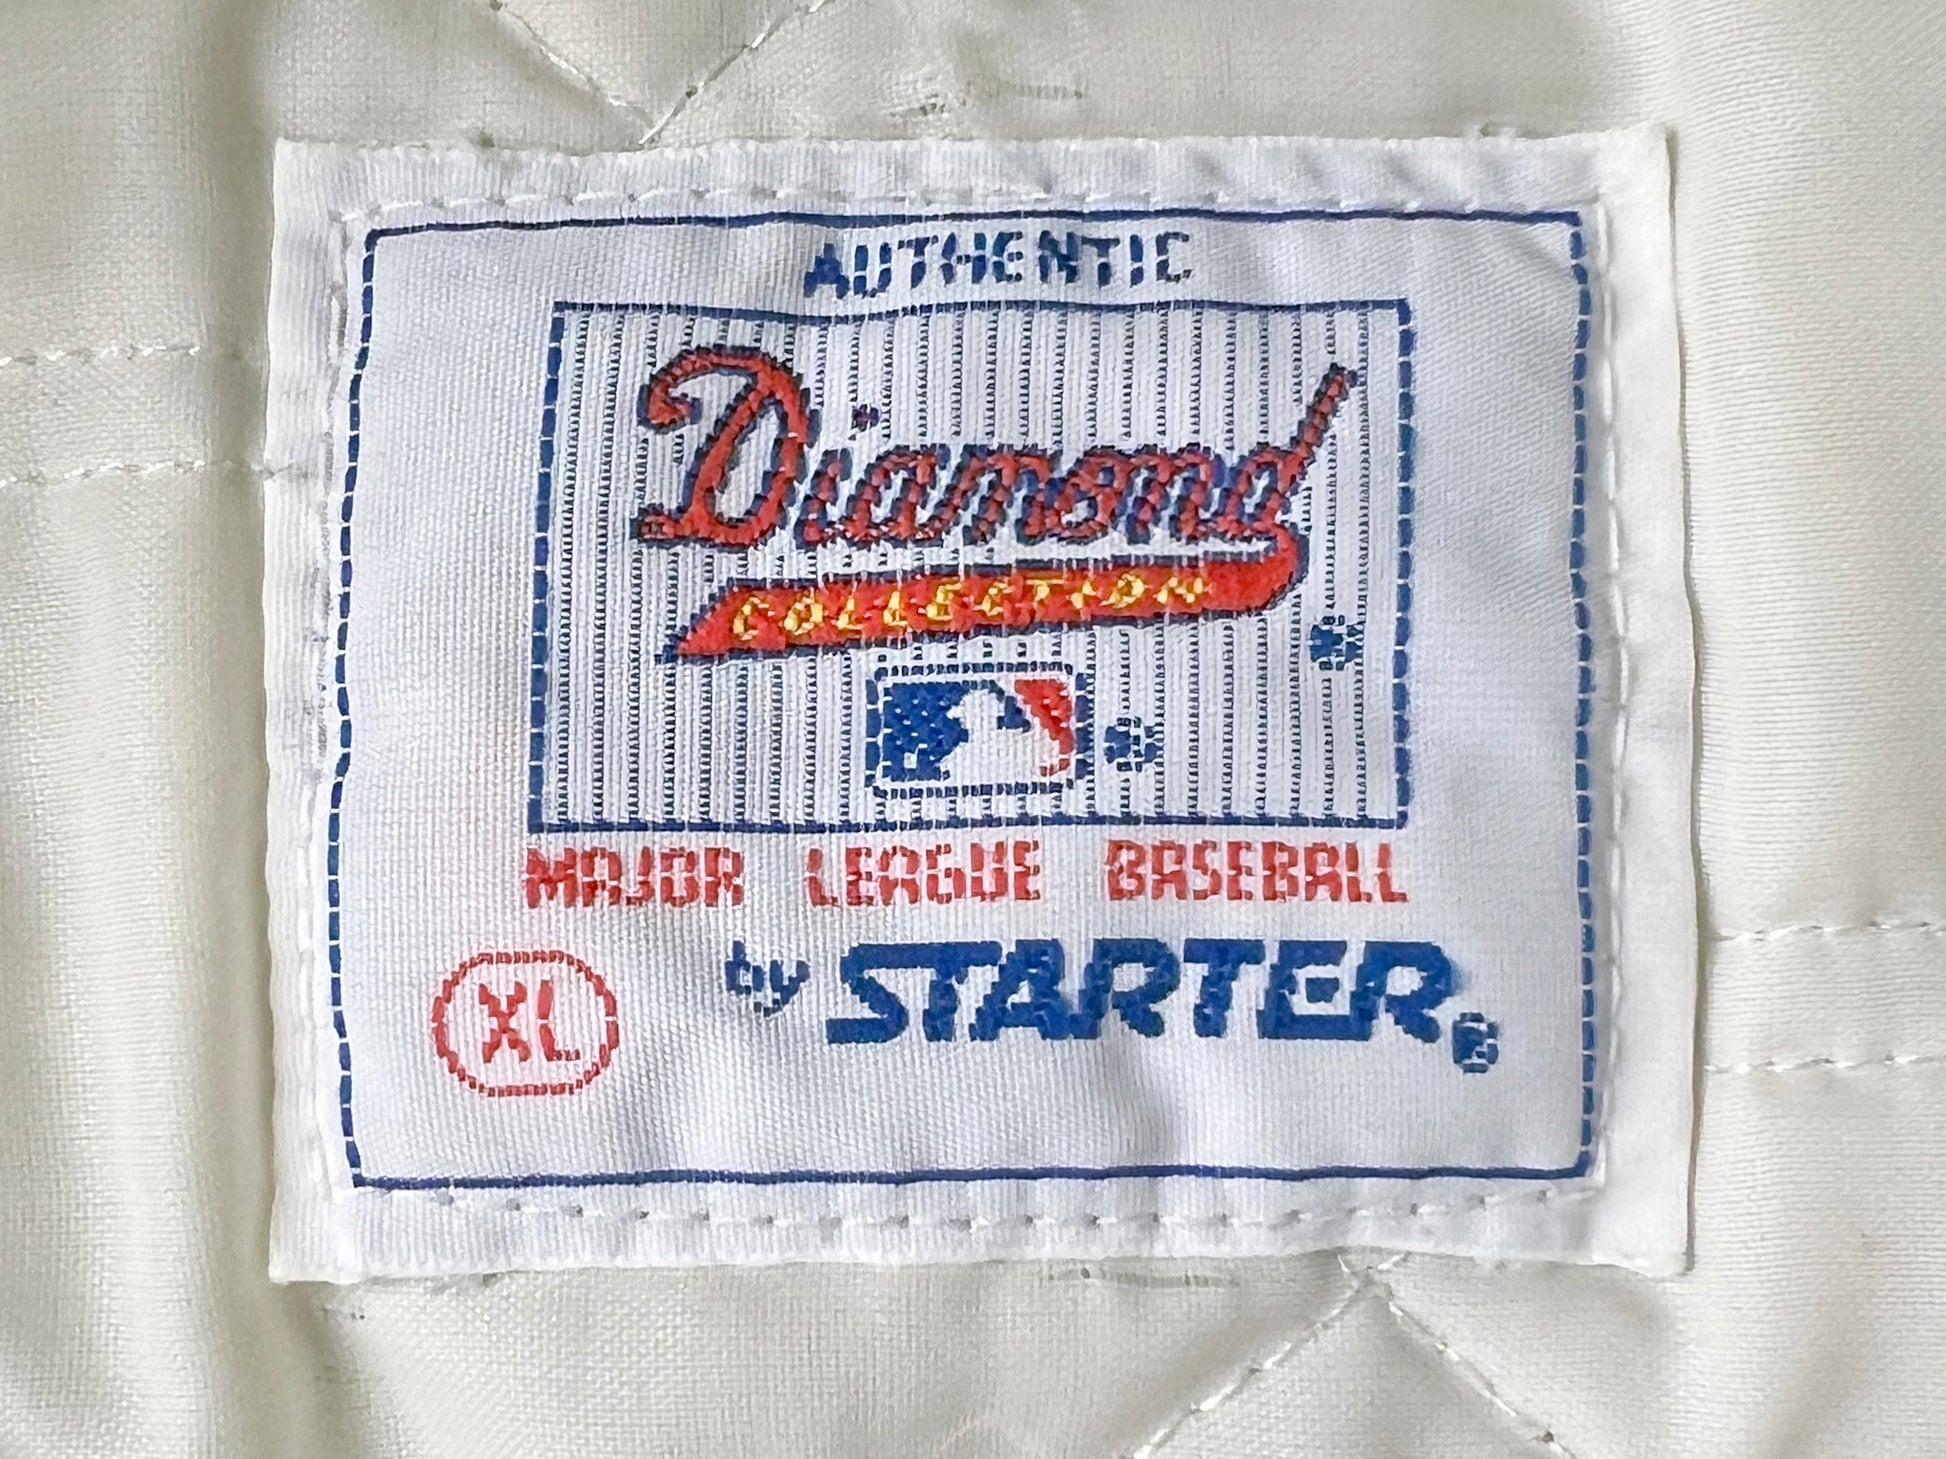 AUTHENTIC
Diamond
COLLECTION
MAJOR LEAGUE BASEBALL
by STARTER
XL